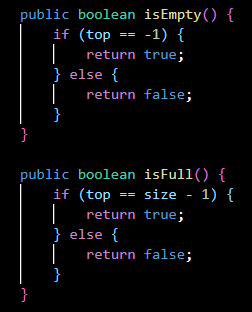 public boolean isEmpty() {
    if (top == -1) {
        return true;
    } else {
        return false;
    }
}

public boolean isFull() {
    if (top == size - 1) {
        return true;
    } else {
        return false;
    }
}